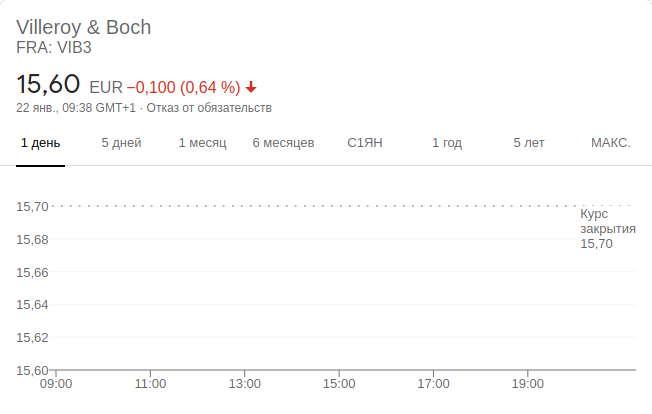 Villeroy & Boch
FRA: VIB3
15,60 EUR −0,100 (0,64 %)
22 янв., 09:38 GMT+1 · Отказ от обязательств
1 день 5 дней 1 месяц 6 месяцев С1ЯН 1 год 5 лет МАКС.
15,70
Курс
закрытия
15,70
15,68
15,66
15,64
15,62
15,60
09:00 11:00 13:00 15:00 17:00 19:00